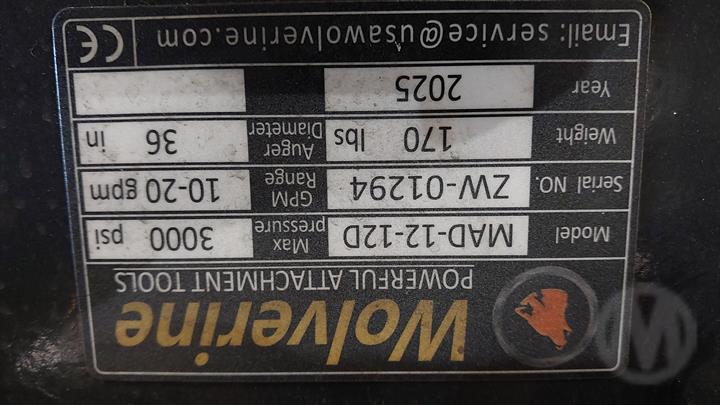 Wolverine
POWERFUL ATTACHMENT TOOLS
Model MAD-12-12D Max pressure 3000 psi
Serial NO. ZW-01294 GPM Range 10-20 gpm
Weight 170 lbs Auger Diameter 36 in
Year 2025
Email: service@usawolverine.com CE
M